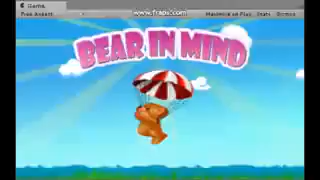 Game
www.fraps.com
Free Aspect
Maximize on Play Stats Gizmos
BEAR IN MIND